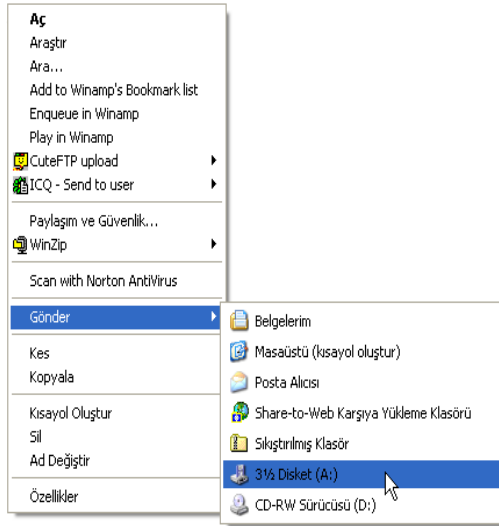 Aç
Araştır
Ara...
Add to Winamp's Bookmark list
Enqueue in Winamp
Play in Winamp
CuteFTP upload
ICQ - Send to user
Paylaşım ve Güvenlik...
WinZip
Scan with Norton AntiVirus
Gönder
Kes
Kopyala
Kısayol Oluştur
Sil
Ad Değiştir
Özellikler
Belgelerim
Masaüstü (kısayol oluştur)
Posta Alıcısı
Share-to-Web Karşıya Yükleme Klasörü
Sıkıştırılmış Klasör
3½ Disket (A:)
CD-RW Sürücüsü (D:)